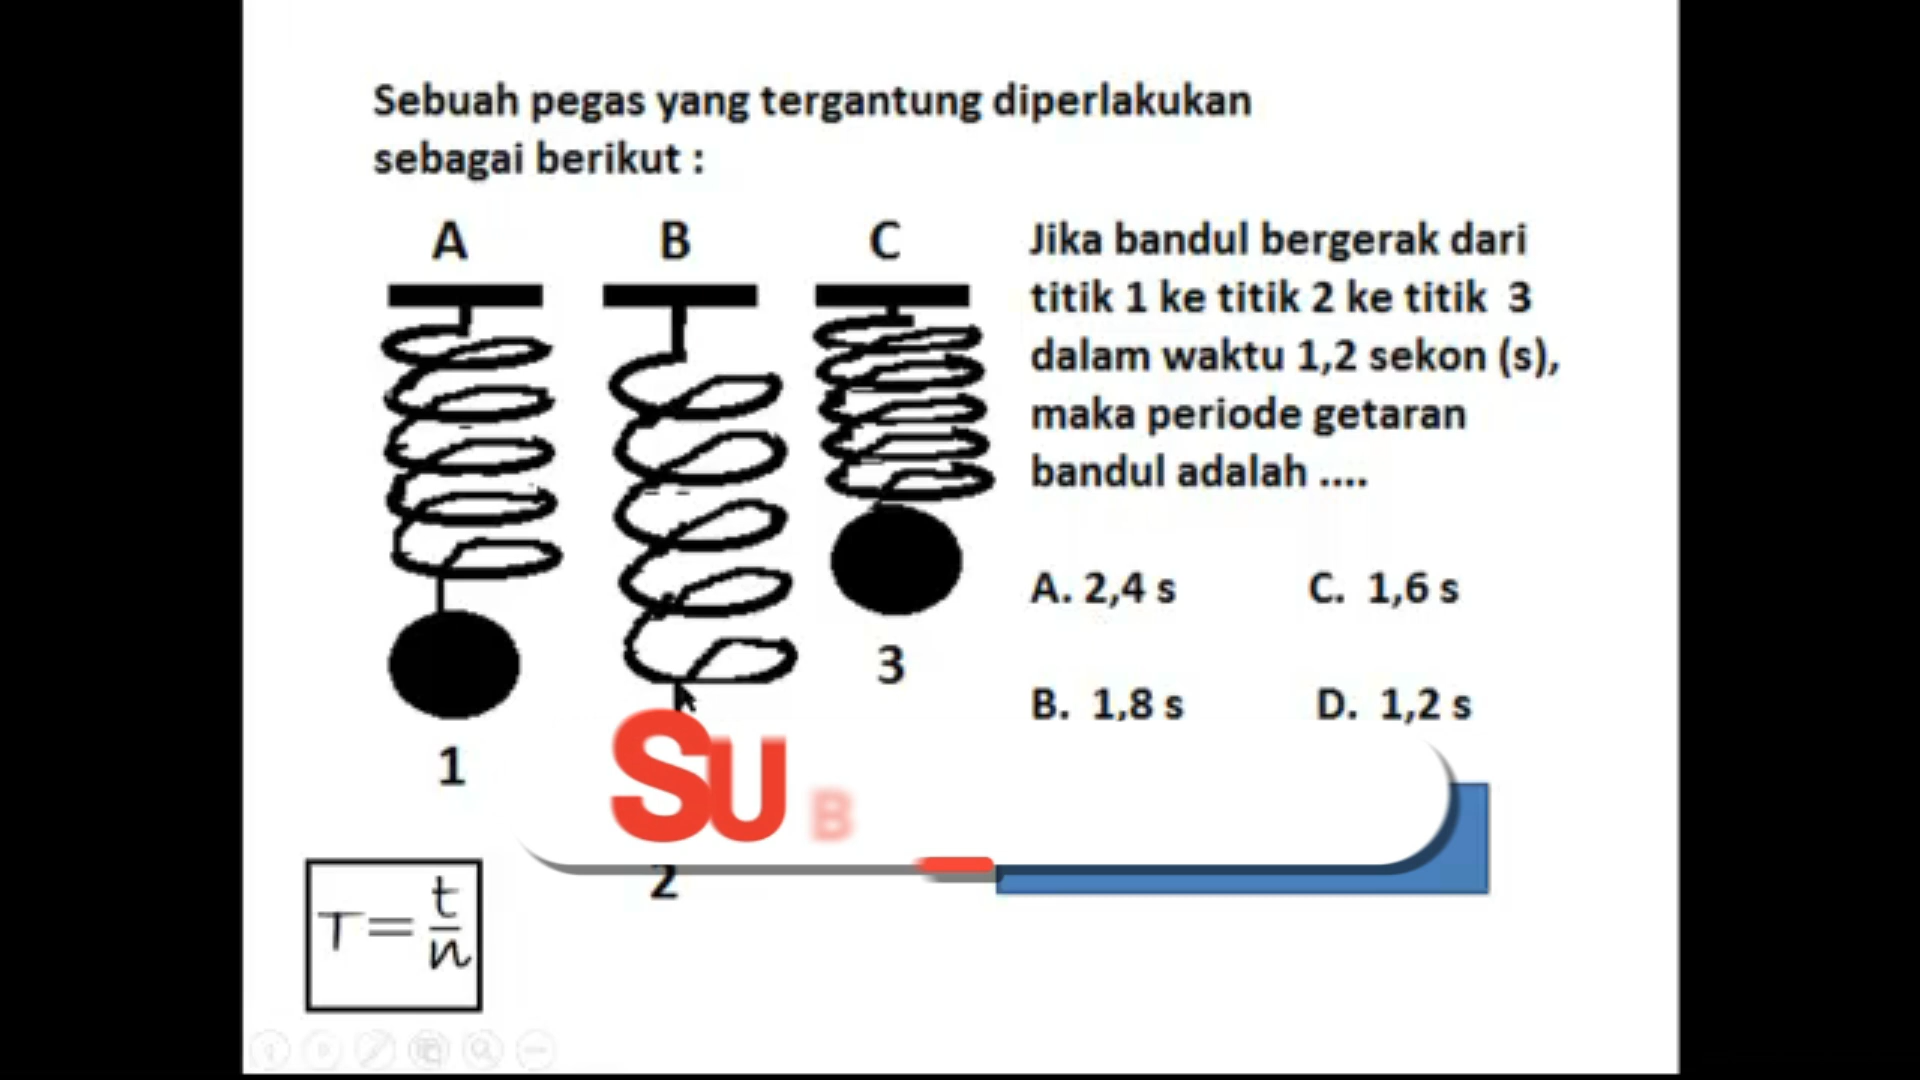 Sebuah pegas yang tergantung diperlakukan
sebagai berikut :
A
B
C
1
2
3
Jika bandul bergerak dari
titik 1 ke titik 2 ke titik 3
dalam waktu 1,2 sekon (s),
maka periode getaran
bandul adalah ....
A. 2,4 s
C. 1,6 s
B. 1,8 s
D. 1,2 s
SU B
T = t/n